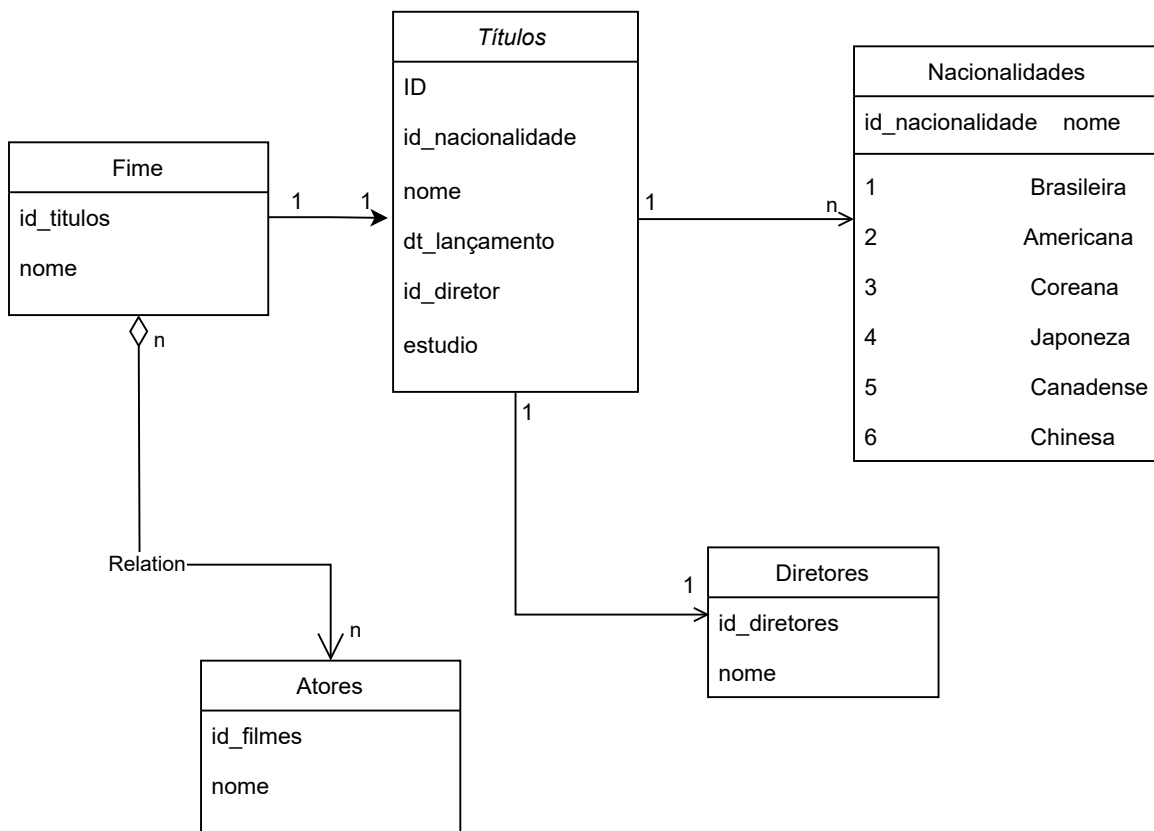 Títulos
ID
id_nacionalidade
nome
dt_lançamento
id_diretor
estudio
Nacionalidades
id_nacionalidade nome
1 Brasileira
2 Americana
3 Coreana
4 Japoneza
5 Canadense
6 Chinesa
Fime
id_titulos
nome
1 1
1 n
n
1
Relation
n
1
Diretores
id_diretores
nome
Atores
id_filmes
nome